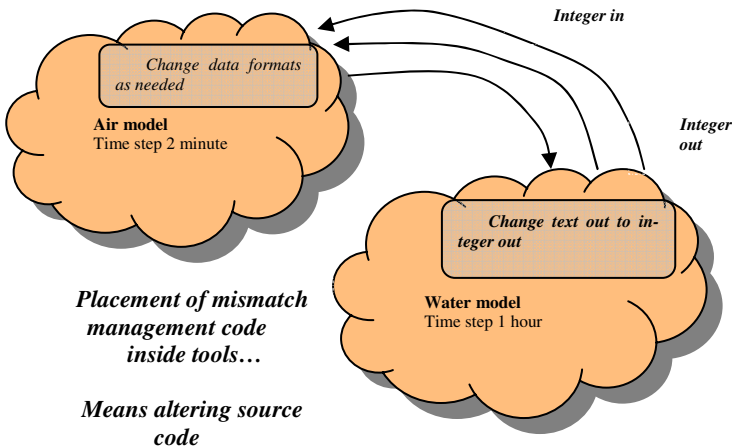 Integer in
Change data formats
as needed
Air model
Time step 2 minute
Integer
out
Change text out to in-
teger out
Water model
Time step 1 hour
Placement of mismatch
management code
inside tools…
Means altering source
code